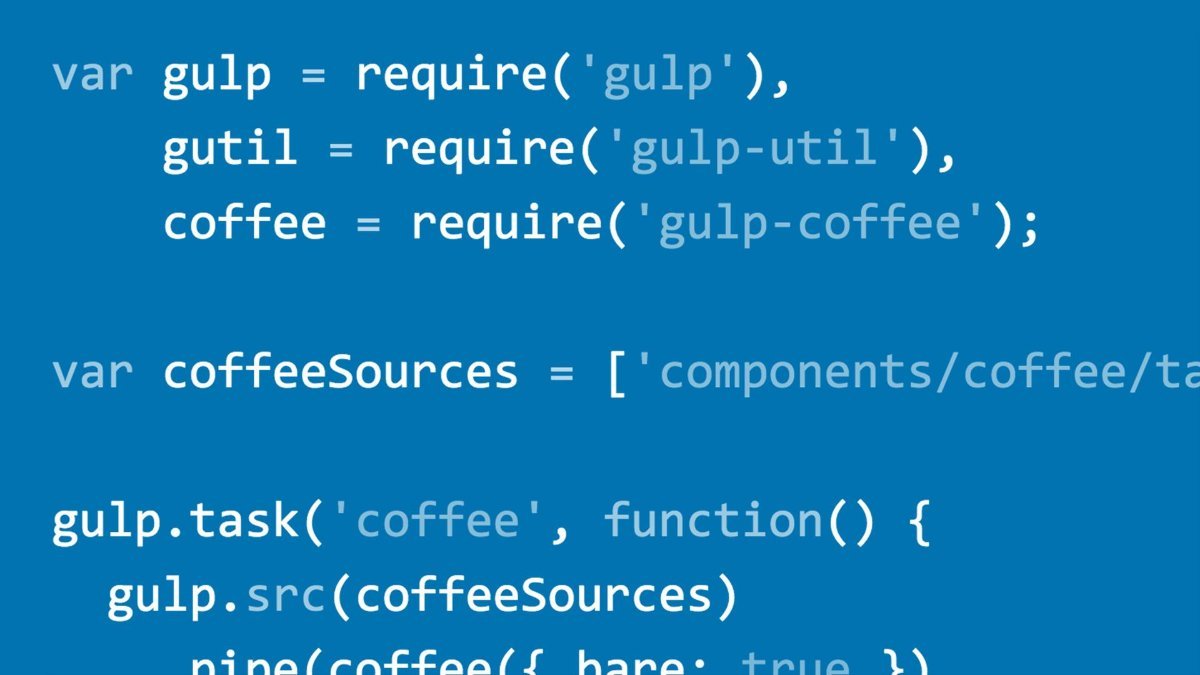 var gulp = require('gulp'),
gutil = require('gulp-util'),
coffee = require('gulp-coffee');
var coffeeSources = ['components/coffee/ta
gulp.task('coffee', function() {
gulp.src(coffeeSources)
pipe(coffee({ bare: true })